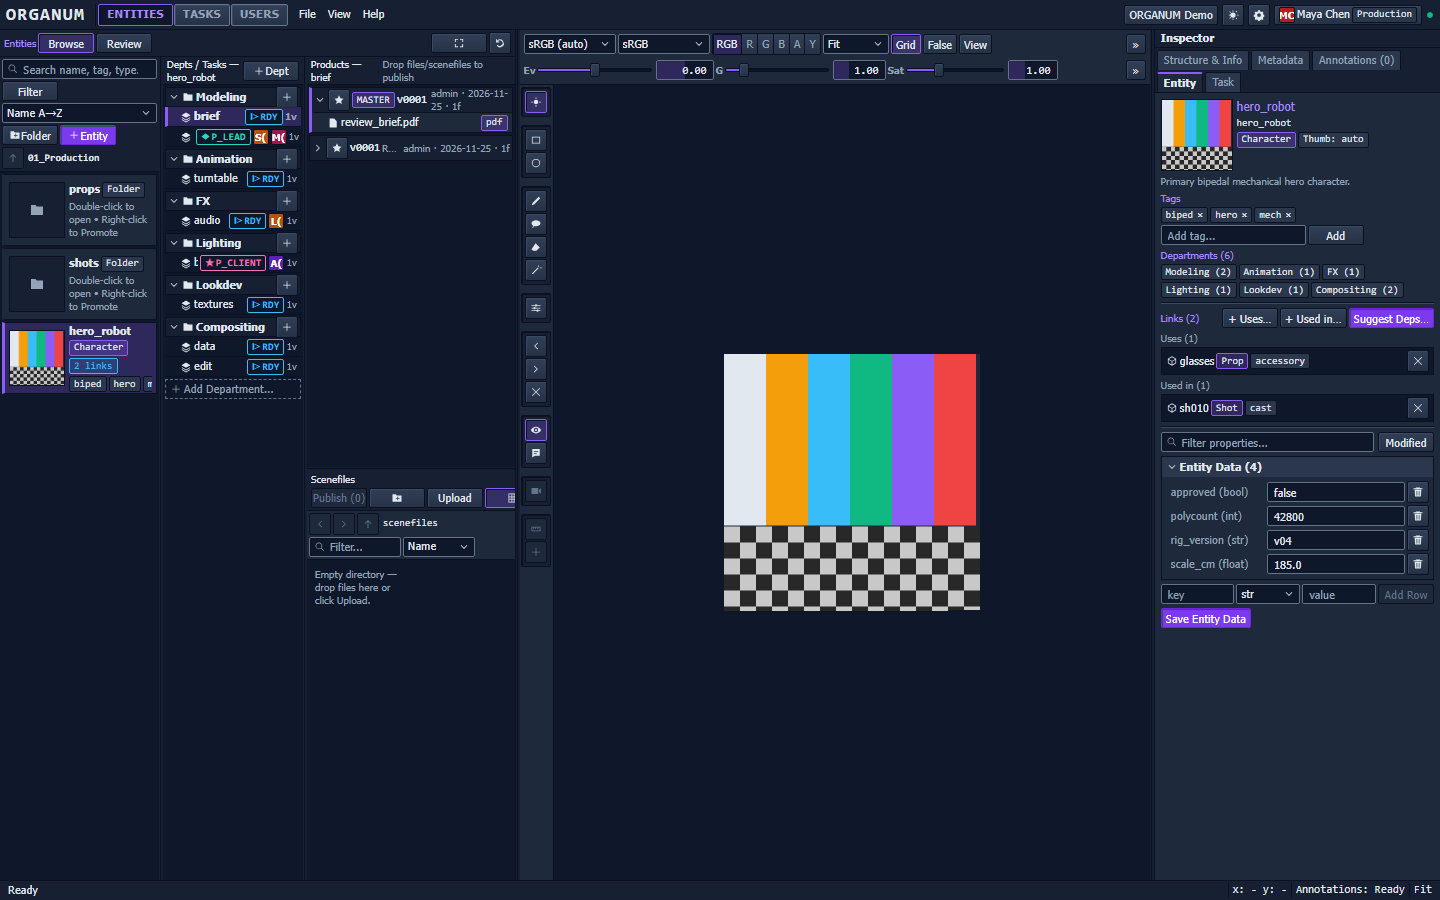 ORGANUM ENTITIES TASKS USERS File View Help ORGANUM Demo MC Maya Chen Production
Entities Browse Review
Search name, tag, type.
Filter
Name A→Z
Folder + Entity
01_Production
props Folder
Double-click to
open • Right-click
to Promote
shots Folder
Double-click to
open • Right-click
to Promote
hero_robot
Character
2 links
biped hero
Depts / Tasks —
hero_robot
+ Dept
Modeling
brief RDY 1v
P_LEAD S( M( 1v
Animation
turntable RDY 1v
FX
audio RDY L( 1v
Lighting
P_CLIENT A( 1v
Lookdev
textures RDY 1v
Compositing
data RDY 1v
edit RDY 1v
+ Add Department...
Products —
brief
Drop files/scenefiles to
publish
MASTER v0001 admin · 2026-11-
25 · 1f
review_brief.pdf pdf
v0001 R... admin · 2026-11-25 · 1f
Scenefiles
Publish (0) Upload
scenefiles
Filter... Name
Empty directory —
drop files here or
click Upload.
sRGB (auto) sRGB RGB R G B A Y Fit Grid False View »
Ev 0.00 G 1.00 Sat 1.00 »
Inspector
Structure & Info Metadata Annotations (0)
Entity Task
hero_robot
hero_robot
Character Thumb: auto
Primary bipedal mechanical hero character.
Tags
biped × hero × mech ×
Add tag... Add
Departments (6)
Modeling (2) Animation (1) FX (1)
Lighting (1) Lookdev (1) Compositing (2)
Links (2) + Uses... + Used in... Suggest Deps...
Uses (1)
glasses Prop accessory
Used in (1)
sh010 Shot cast
Filter properties... Modified
Entity Data (4)
approved (bool) false
polycount (int) 42800
rig_version (str) v04
scale_cm (float) 185.0
key str value Add Row
Save Entity Data
Ready x: - y: - Annotations: Ready Fit